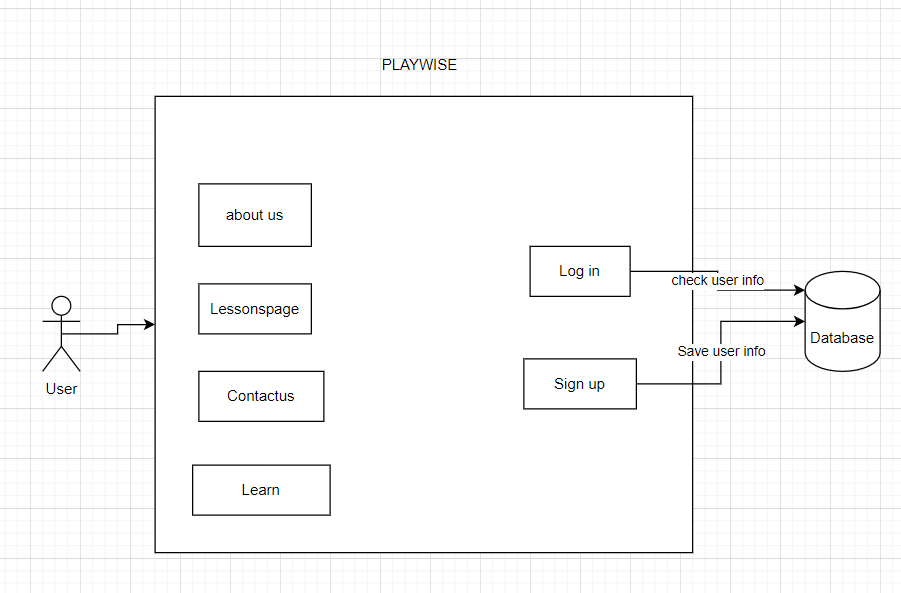 PLAYWISE
about us
Lessonspage
Contactus
Learn
Log in
Sign up
check user info
Save user info
Database
User